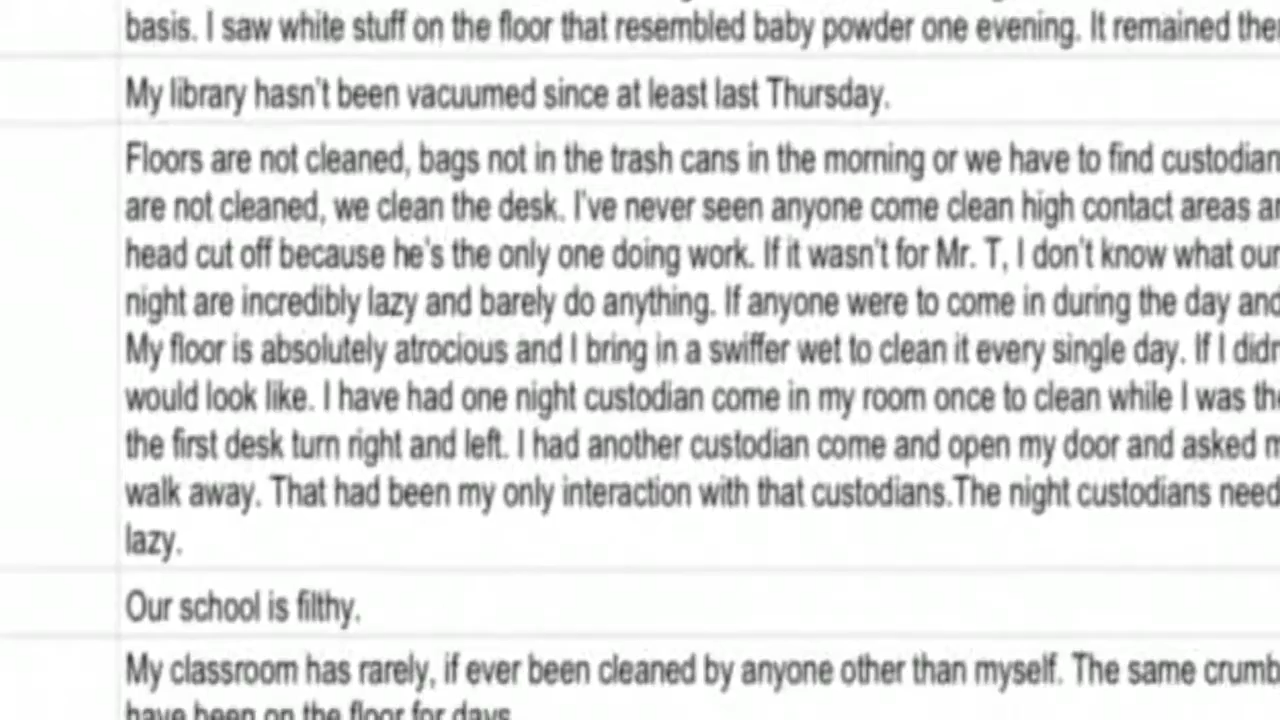 basis. I saw white stuff on the floor that resembled baby powder one evening. It remained
My library hasn't been vacuumed since at least last Thursday.
Floors are not cleaned, bags not in the trash cans in the morning or we have to find custodian
are not cleaned, we clean the desk. I've never seen anyone come clean high contact areas
head cut off because he's the only one doing work. If it wasn't for Mr. T, I don't know what our
night are incredibly lazy and barely do anything. If anyone were to come in during the day and
My floor is absolutely atrocious and I bring in a swiffer wet to clean it every single day. If I
would look like. I have had one night custodian come in my room once to clean while I was
the first desk turn right and left. I had another custodian come and open my door and asked
walk away. That had been my only interaction with that custodians.The night custodians need
lazy.
Our school is filthy.
My classroom has rarely, if ever been cleaned by anyone other than myself. The same
have been on the floor for days